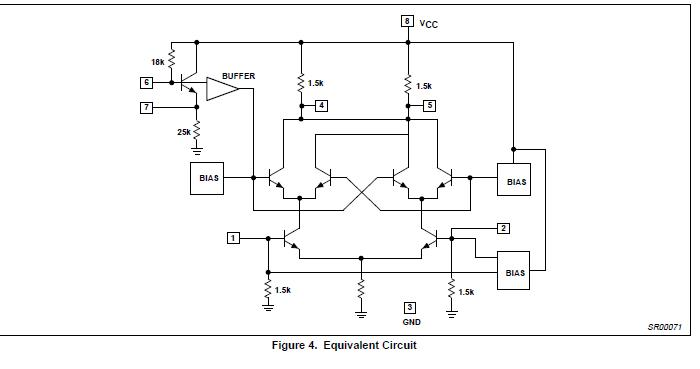 8 VCC
18k
BUFFER
6
1.5k
1.5k
7
4
5
25k
BIAS
BIAS
1
2
BIAS
1.5k
1.5k
3
GND
SR00071
Figure 4. Equivalent Circuit